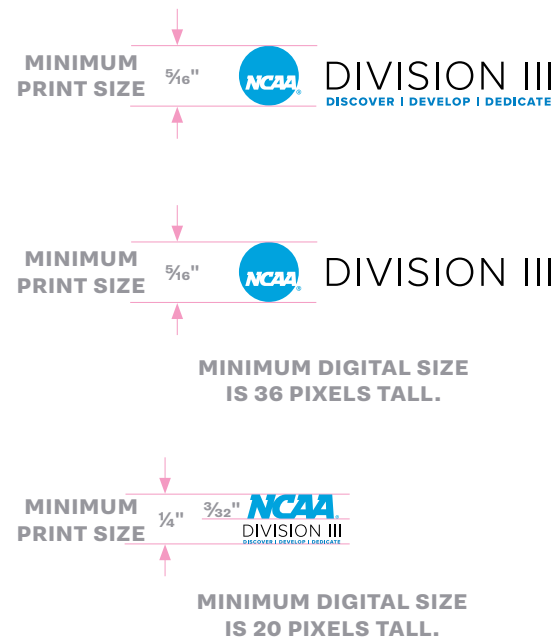 MINIMUM
PRINT SIZE
5⁄16"
NCAA®
DIVISION III
DISCOVER | DEVELOP | DEDICATE
MINIMUM
PRINT SIZE
5⁄16"
NCAA®
DIVISION III
MINIMUM DIGITAL SIZE
IS 36 PIXELS TALL.
MINIMUM
PRINT SIZE
1⁄4"
3⁄32"
NCAA®
DIVISION III
DISCOVER | DEVELOP | DEDICATE
MINIMUM DIGITAL SIZE
IS 20 PIXELS TALL.